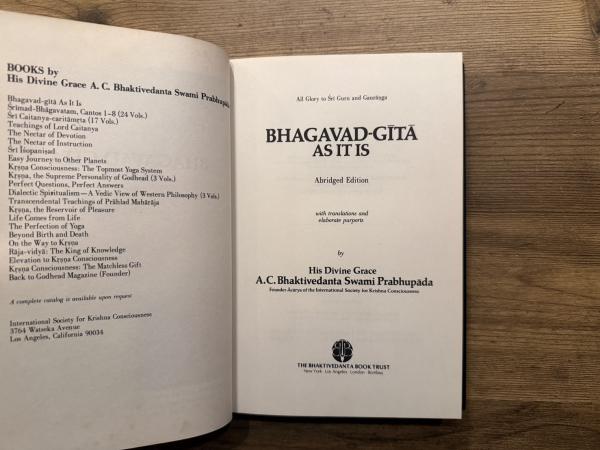 BOOKS by
His Divine Grace A. C. Bhaktivedanta Swami Prabhupāda
Bhagavad-gītā As It Is
Śrīmad-Bhāgavatam, Cantos 1–8 (24 Vols.)
Śrī Caitanya-caritāmṛta (17 Vols.)
Teachings of Lord Caitanya
The Nectar of Devotion
The Nectar of Instruction
Śrī Īśopaniṣad
Easy Journey to Other Planets
Kṛṣṇa Consciousness: The Topmost Yoga System
Kṛṣṇa, the Supreme Personality of Godhead (3 Vols.)
Perfect Questions, Perfect Answers
Dialectic Spiritualism—A Vedic View of Western Philosophy (3 Vols.)
Transcendental Teachings of Prāhlad Mahārāja
Kṛṣṇa, the Reservoir of Pleasure
Life Comes from Life
The Perfection of Yoga
Beyond Birth and Death
On the Way to Kṛṣṇa
Rāja-vidyā: The King of Knowledge
Elevation to Kṛṣṇa Consciousness
Kṛṣṇa Consciousness: The Matchless Gift
Back to Godhead Magazine (Founder)
A complete catalog is available upon request
International Society for Krishna Consciousness
3764 Watseka Avenue
Los Angeles, California 90034
All Glory to Śrī Guru and Gaurāṅga
BHAGAVAD-GĪTĀ
AS IT IS
Abridged Edition
with translations and
elaborate purports
by
His Divine Grace
A.C. Bhaktivedanta Swami Prabhupāda
Founder-Ācārya of the International Society for Krishna Consciousness
THE BHAKTIVEDANTA BOOK TRUST
New York · Los Angeles · London · Bombay